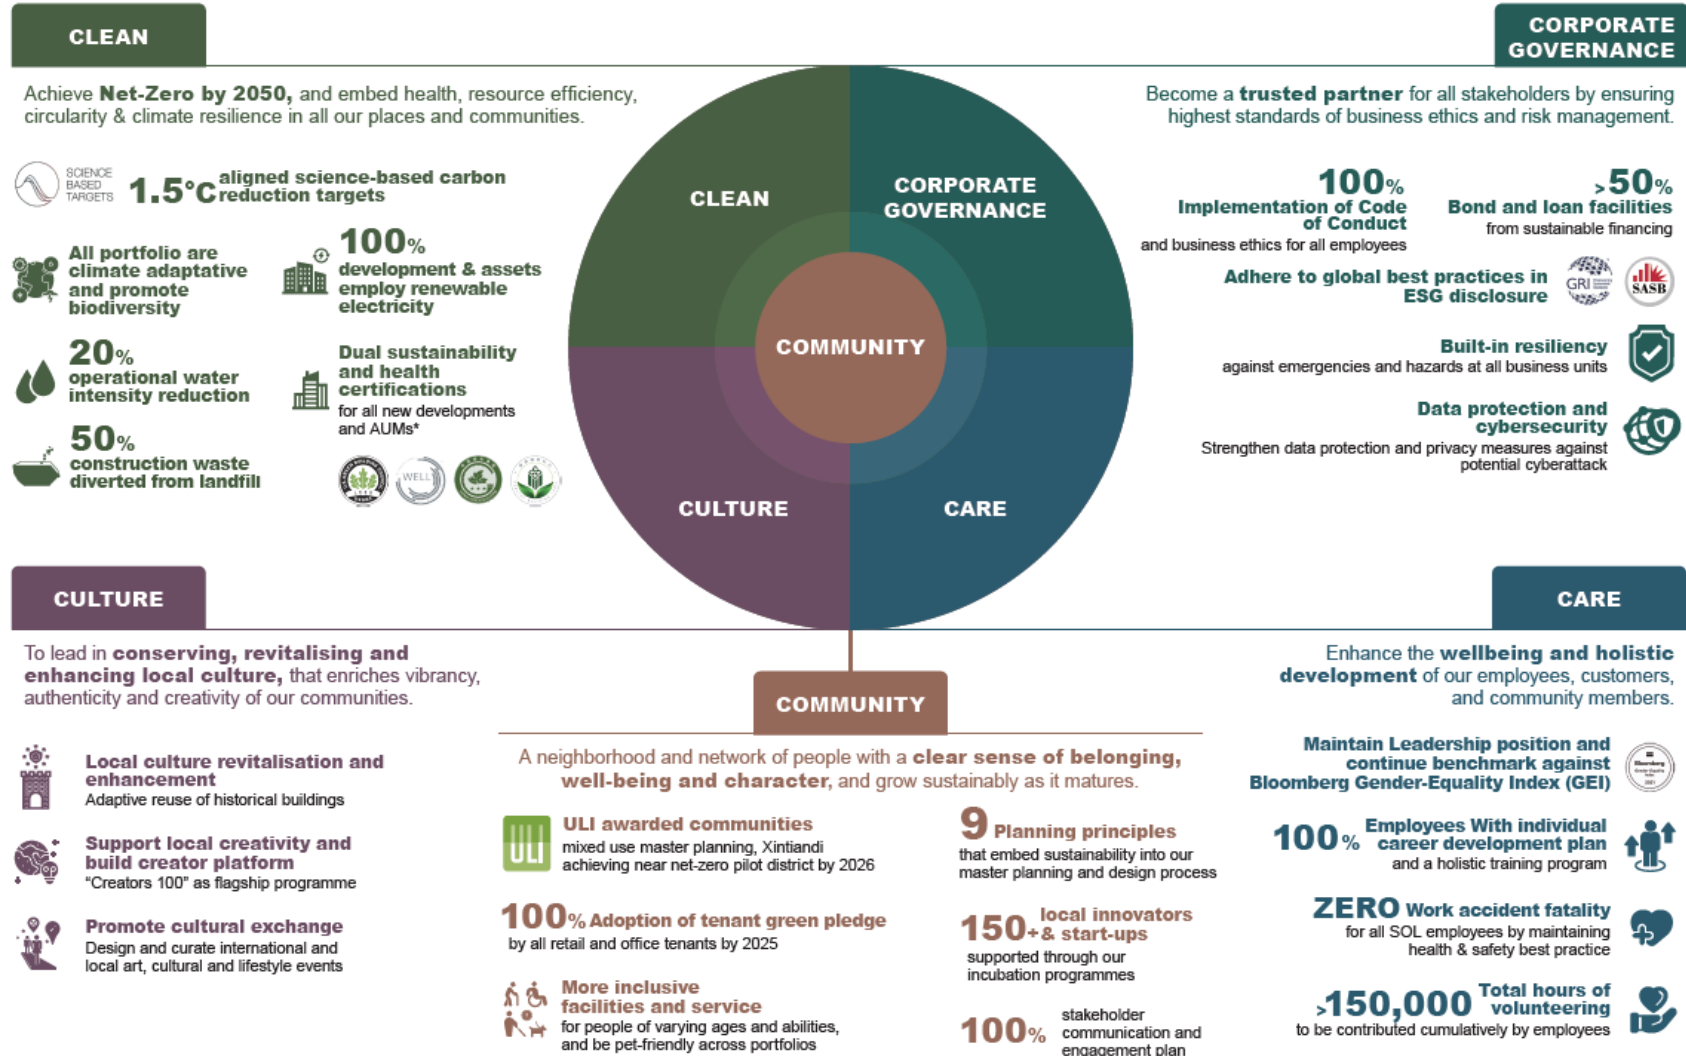 CLEAN
Achieve Net-Zero by 2050, and embed health, resource efficiency,
circularity & climate resilience in all our places and communities.
SCIENCE
BASED
TARGETS
1.5°C
aligned science-based carbon
reduction targets
All portfolio are
climate adaptative
and promote
biodiversity
100%
development & assets
employ renewable
electricity
20%
operational water
intensity reduction
Dual sustainability
and health
certifications
for all new developments
and AUMs*
50%
construction waste
diverted from landfill
WELL
CORPORATE
GOVERNANCE
Become a trusted partner for all stakeholders by ensuring
highest standards of business ethics and risk management.
100%
Implementation of Code
of Conduct
and business ethics for all employees
>50%
Bond and loan facilities
from sustainable financing
Adhere to global best practices in
ESG disclosure
GRI
SASB
Built-in resiliency
against emergencies and hazards at all business units
Data protection and
cybersecurity
Strengthen data protection and privacy measures against
potential cyberattack
CLEAN
CORPORATE
GOVERNANCE
COMMUNITY
CULTURE
CARE
CULTURE
To lead in conserving, revitalising and
enhancing local culture, that enriches vibrancy,
authenticity and creativity of our communities.
Local culture revitalisation and
enhancement
Adaptive reuse of historical buildings
Support local creativity and
build creator platform
"Creators 100" as flagship programme
Promote cultural exchange
Design and curate international and
local art, cultural and lifestyle events
COMMUNITY
A neighborhood and network of people with a clear sense of belonging,
well-being and character, and grow sustainably as it matures.
ULI
ULI awarded communities
mixed use master planning, Xintiandi
achieving near net-zero pilot district by 2026
100% Adoption of tenant green pledge
by all retail and office tenants by 2025
More inclusive
facilities and service
for people of varying ages and abilities,
and be pet-friendly across portfolios
9 Planning principles
that embed sustainability into our
master planning and design process
150+ local innovators
& start-ups
supported through our
incubation programmes
100%
stakeholder
communication and
engagement plan
CARE
Enhance the wellbeing and holistic
development of our employees, customers,
and community members.
Maintain Leadership position and
continue benchmark against
Bloomberg Gender-Equality Index (GEI)
Bloomberg
100% Employees With individual
career development plan
and a holistic training program
ZERO Work accident fatality
for all SOL employees by maintaining
health & safety best practice
>150,000 Total hours of
volunteering
to be contributed cumulatively by employees